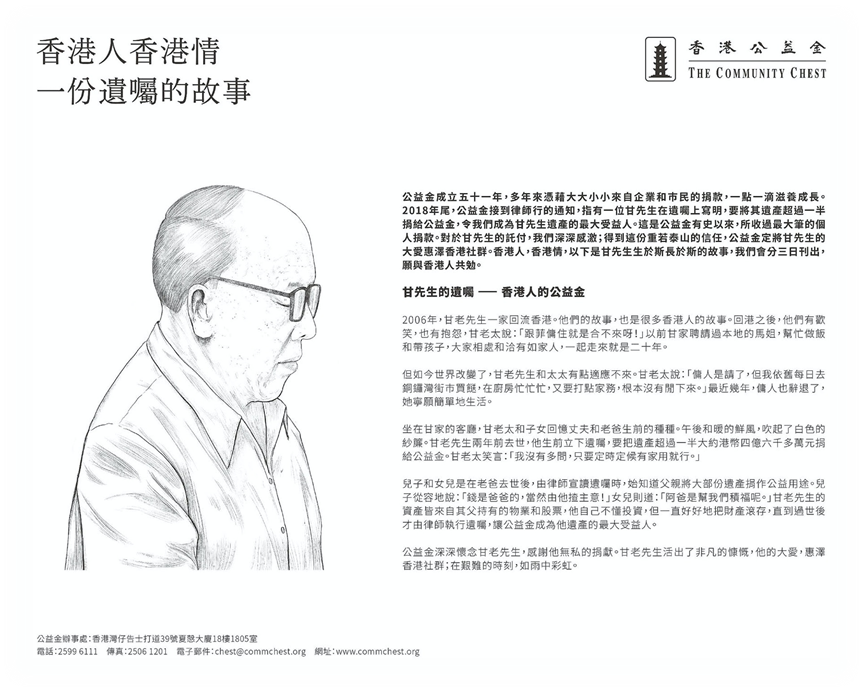 香港人香港情
一份遺囑的故事
香港公益金
THE COMMUNITY CHEST
公益金成立五十一年，多年來憑藉大大小小來自企業和市民的捐款，一點一滴滋養成長。
2018年尾，公益金接到律師行的通知，指有一位甘先生在遺囑上寫明，要將其遺產超過一半
捐給公益金，令我們成為甘先生遺產的最大受益人。這是公益金有史以來，所收過最大筆的個
人捐款。對於甘先生的託付，我們深深感激；得到這份重若泰山的信任，公益金定將甘先生的
大愛惠澤香港社群。香港人，香港情，以下是甘先生生於斯長於斯的故事，我們會分三日刊出，
願與香港人共勉。
甘先生的遺囑 —— 香港人的公益金
2006年，甘老先生一家回流香港。他們的故事，也是很多香港人的故事。回港之後，他們有歡
笑，也有抱怨，甘老太說：「跟菲傭住就是合不來呀！」以前甘家聘請過本地的馬姐，幫忙做飯
和帶孩子，大家相處和洽有如家人，一起走來就是二十年。
但如今世界改變了，甘老先生和太太有點適應不來。甘老太說：「傭人是請了，但我依舊每日去
銅鑼灣街市買餸，在廚房忙忙忙，又要打點家務，根本沒有閒下來。」最近幾年，傭人也辭退了，
她寧願簡單地生活。
坐在甘家的客廳，甘老太和子女回憶丈夫和老爸生前的種種。午後和暖的鮮風，吹起了白色的
紗簾。甘老先生兩年前去世，他生前立下遺囑，要把遺產超過一半大約港幣四億六千多萬元捐
給公益金。甘老太笑言：「我沒有多問，只要定時定候有家用就行。」
兒子和女兒是在老爸去世後，由律師宣讀遺囑時，始知道父親將大部份遺產捐作公益用途。兒
子從容地說：「錢是爸爸的，當然由他揸主意！」女兒則道：「阿爸是幫我們積福呢。」甘老先生的
資產皆來自其父持有的物業和股票，他自己不懂投資，但一直好好地把財產滾存，直到過世後
才由律師執行遺囑，讓公益金成為他遺產的最大受益人。
公益金深深懷念甘老先生，感謝他無私的捐獻。甘老先生活出了非凡的慷慨，他的大愛，惠澤
香港社群；在艱難的時刻，如雨中彩虹。
公益金辦事處：香港灣仔告士打道39號夏慤大廈18樓1805室
電話：2599 6111 傳真：2506 1201 電子郵件：chest@commchest.org 網址：www.commchest.org